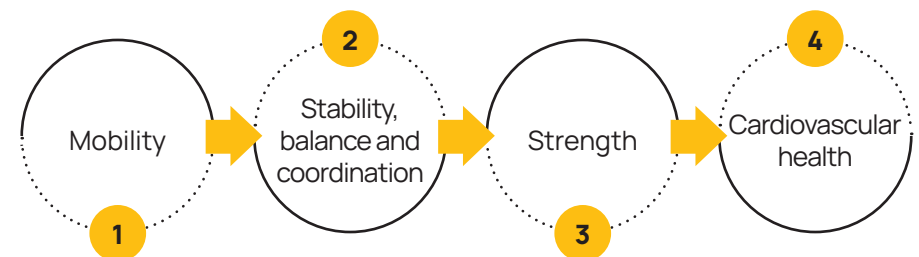 1
Mobility
2
Stability,
balance and
coordination
3
Strength
4
Cardiovascular
health